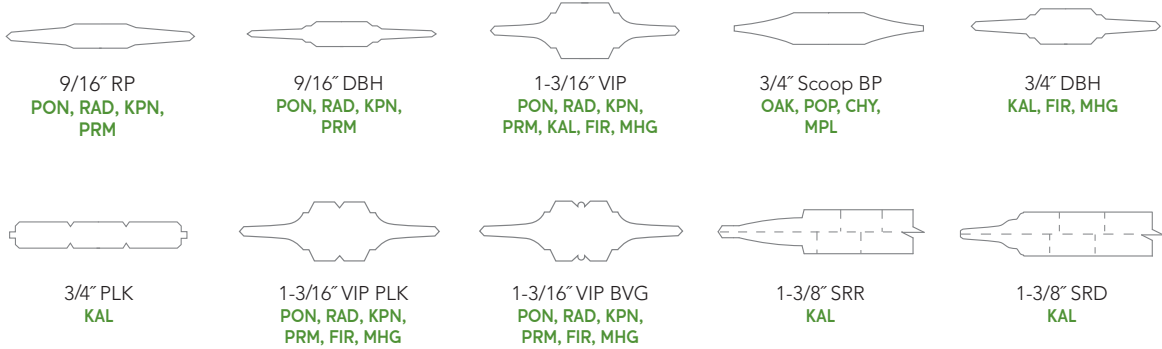 9/16˝ RP
PON, RAD, KPN,
PRM
9/16˝ DBH
PON, RAD, KPN,
PRM
1-3/16˝ VIP
PON, RAD, KPN,
PRM, KAL, FIR, MHG
3/4˝ Scoop BP
OAK, POP, CHY,
MPL
3/4˝ DBH
KAL, FIR, MHG
3/4˝ PLK
KAL
1-3/16˝ VIP PLK
PON, RAD, KPN,
PRM, FIR, MHG
1-3/16˝ VIP BVG
PON, RAD, KPN,
PRM, FIR, MHG
1-3/8˝ SRR
KAL
1-3/8˝ SRD
KAL